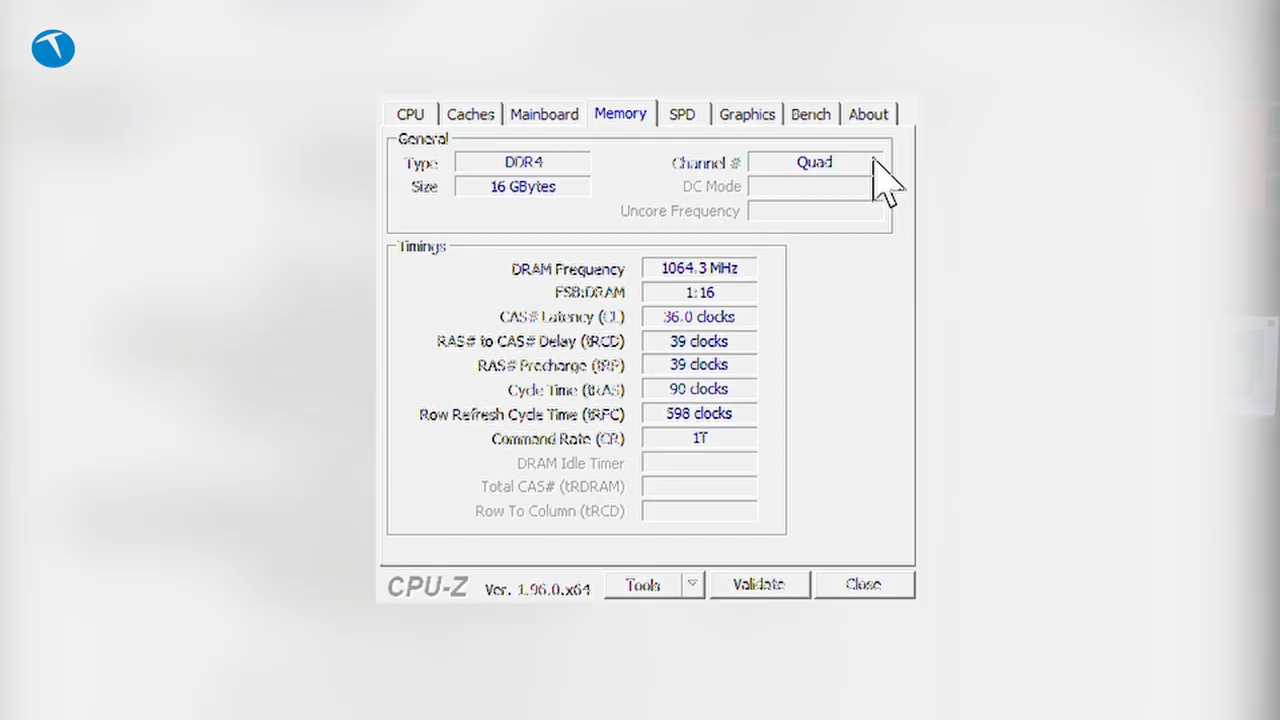 CPU Caches Mainboard Memory SPD Graphics Bench About
General
Type DDR4 Channel # Quad
Size 16 GBytes DC Mode
Uncore Frequency
Timings
DRAM Frequency 1064.3 MHz
FSB:DRAM 1:16
CAS# Latency (CL) 36.0 clocks
RAS# to CAS# Delay (tRCD) 39 clocks
RAS# Precharge (tRP) 39 clocks
Cycle Time (tRAS) 90 clocks
Row Refresh Cycle Time (tRFC) 598 clocks
Command Rate (CR) 1T
DRAM Idle Timer
Total CAS# (tRDRAM)
Row To Column (tRCD)
CPU-Z Ver. 1.96.0.x64 Tools Validate Close